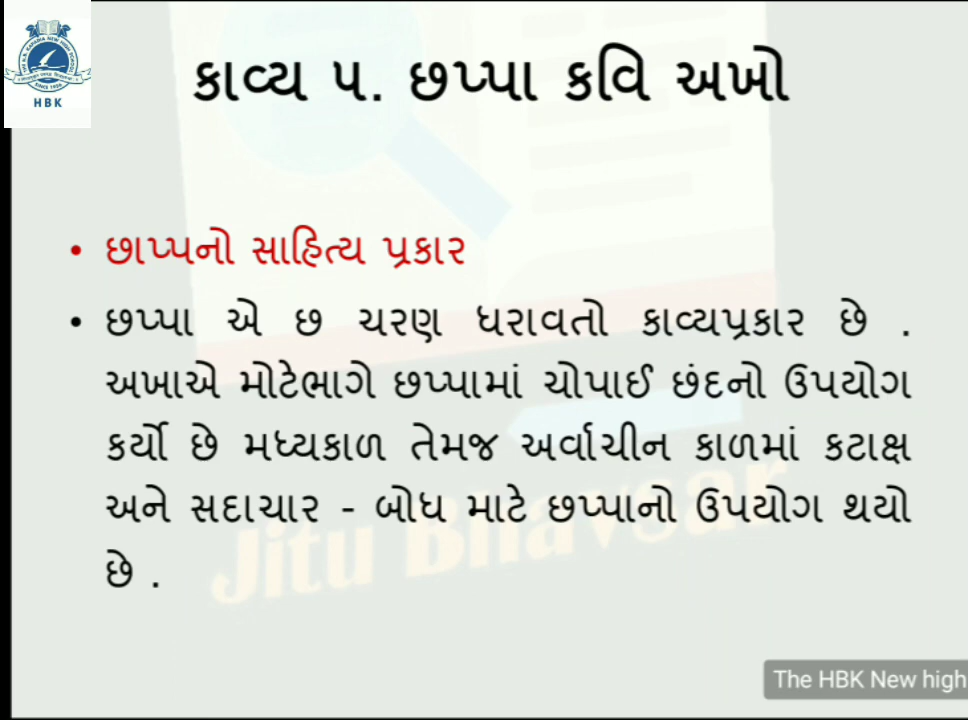 HBK
કાવ્ય ૫. છપ્પા કવિ અખો
• છાપ્પનો સાહિત્ય પ્રકાર
• છપ્પા એ છ ચરણ ધરાવતો કાવ્યપ્રકાર છે .
અખાએ મોટેભાગે છપ્પામાં ચોપાઈ છંદનો ઉપયોગ
કર્યો છે મધ્યકાળ તેમજ અર્વાચીન કાળમાં કટાક્ષ
અને સદાચાર - બોધ માટે છપ્પાનો ઉપયોગ થયો
છે .
Jitu Bhavsar
The HBK New high